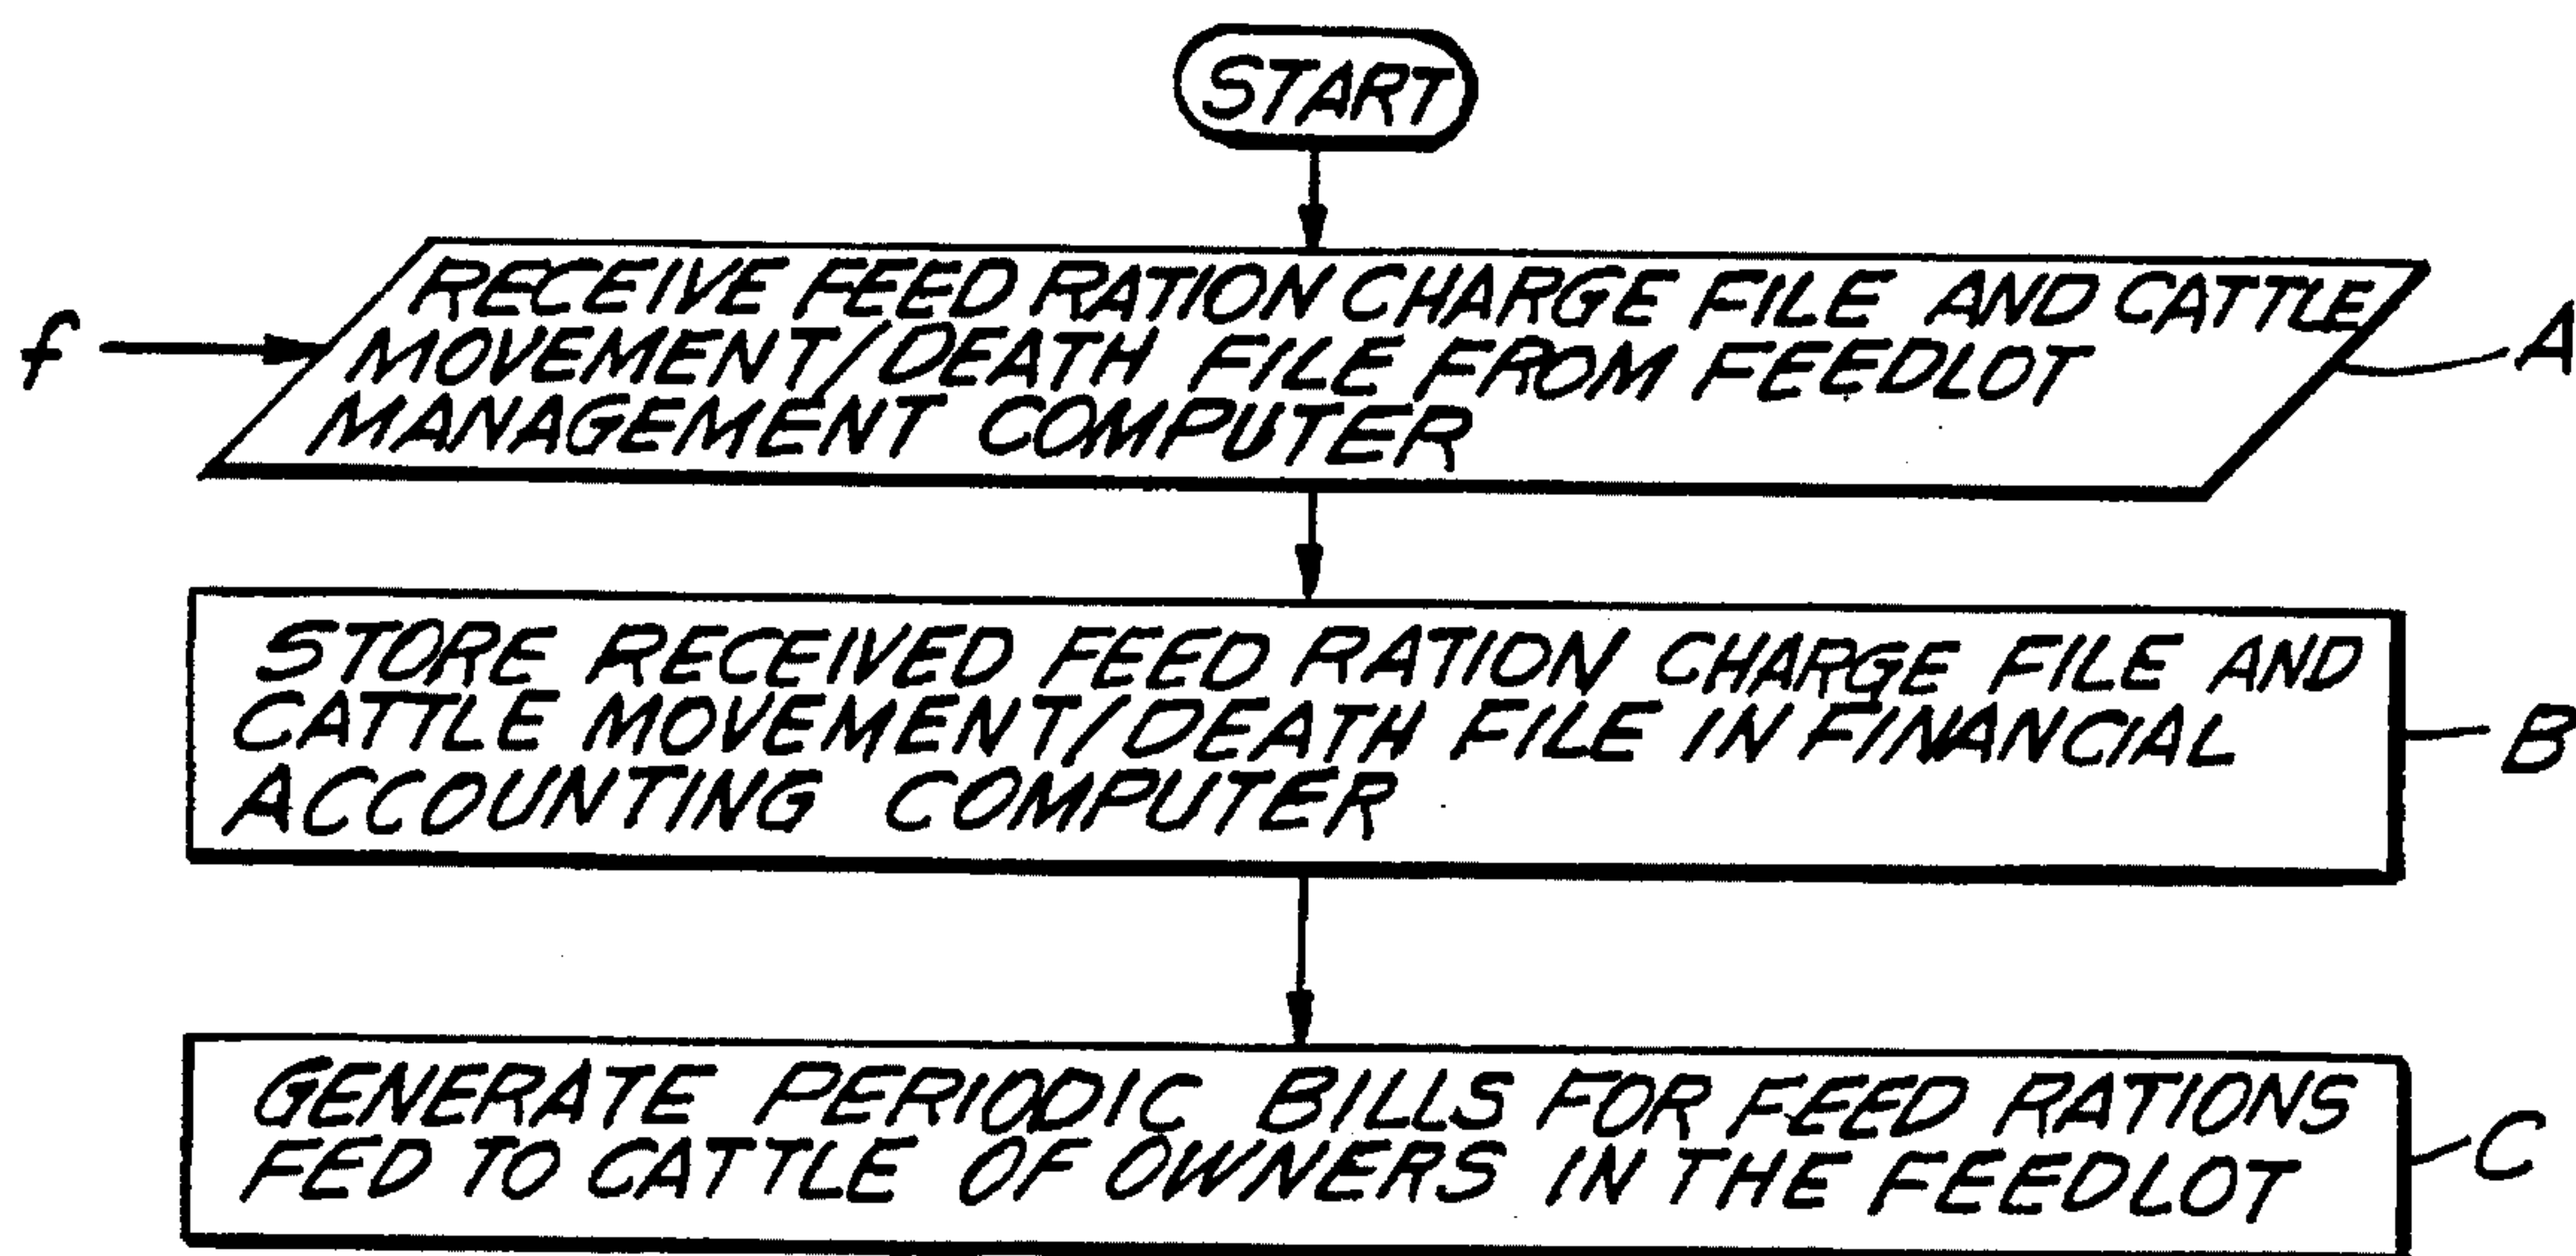 START
RECEIVE FEED RATION CHARGE FILE AND CATTLE
MOVEMENT/DEATH FILE FROM FEEDLOT
MANAGEMENT COMPUTER
f
A
STORE RECEIVED FEED RATION CHARGE FILE AND
CATTLE MOVEMENT/DEATH FILE IN FINANCIAL
ACCOUNTING COMPUTER
B
GENERATE PERIODIC BILLS FOR FEED RATIONS
FED TO CATTLE OF OWNERS IN THE FEEDLOT
C